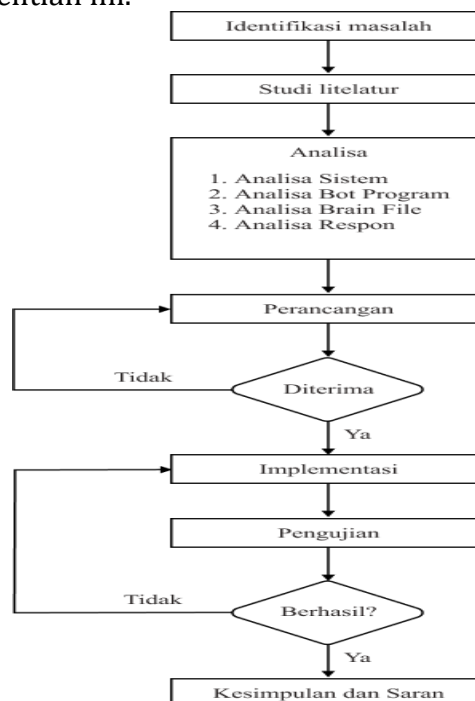 Identifikasi masalah
Studi litelatur
Analisa
1. Analisa Sistem
2. Analisa Bot Program
3. Analisa Brain File
4. Analisa Respon
Perancangan
Tidak
Diterima
Ya
Implementasi
Pengujian
Tidak
Berhasil?
Ya
Kesimpulan dan Saran